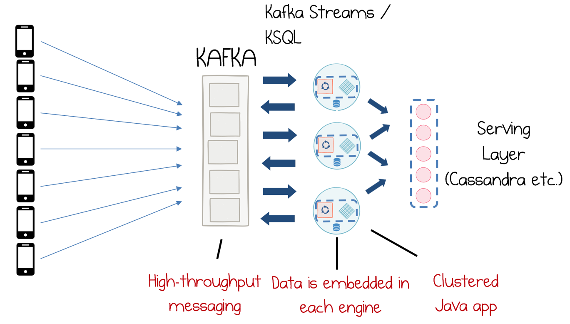 Kafka Streams /
KSQL
KAFKA
Serving
Layer
(Cassandra etc.)
High-throughput
messaging
Data is embedded in
each engine
Clustered
Java app